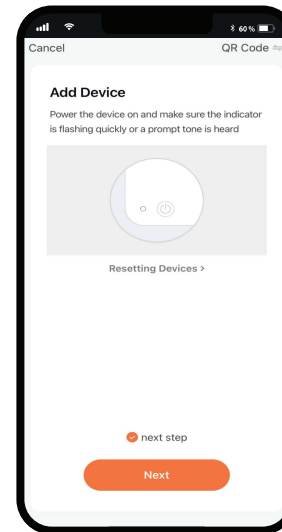 60 %
Cancel
QR Code
Add Device
Power the device on and make sure the indicator
is flashing quickly or a prompt tone is heard
Resetting Devices >
next step
Next